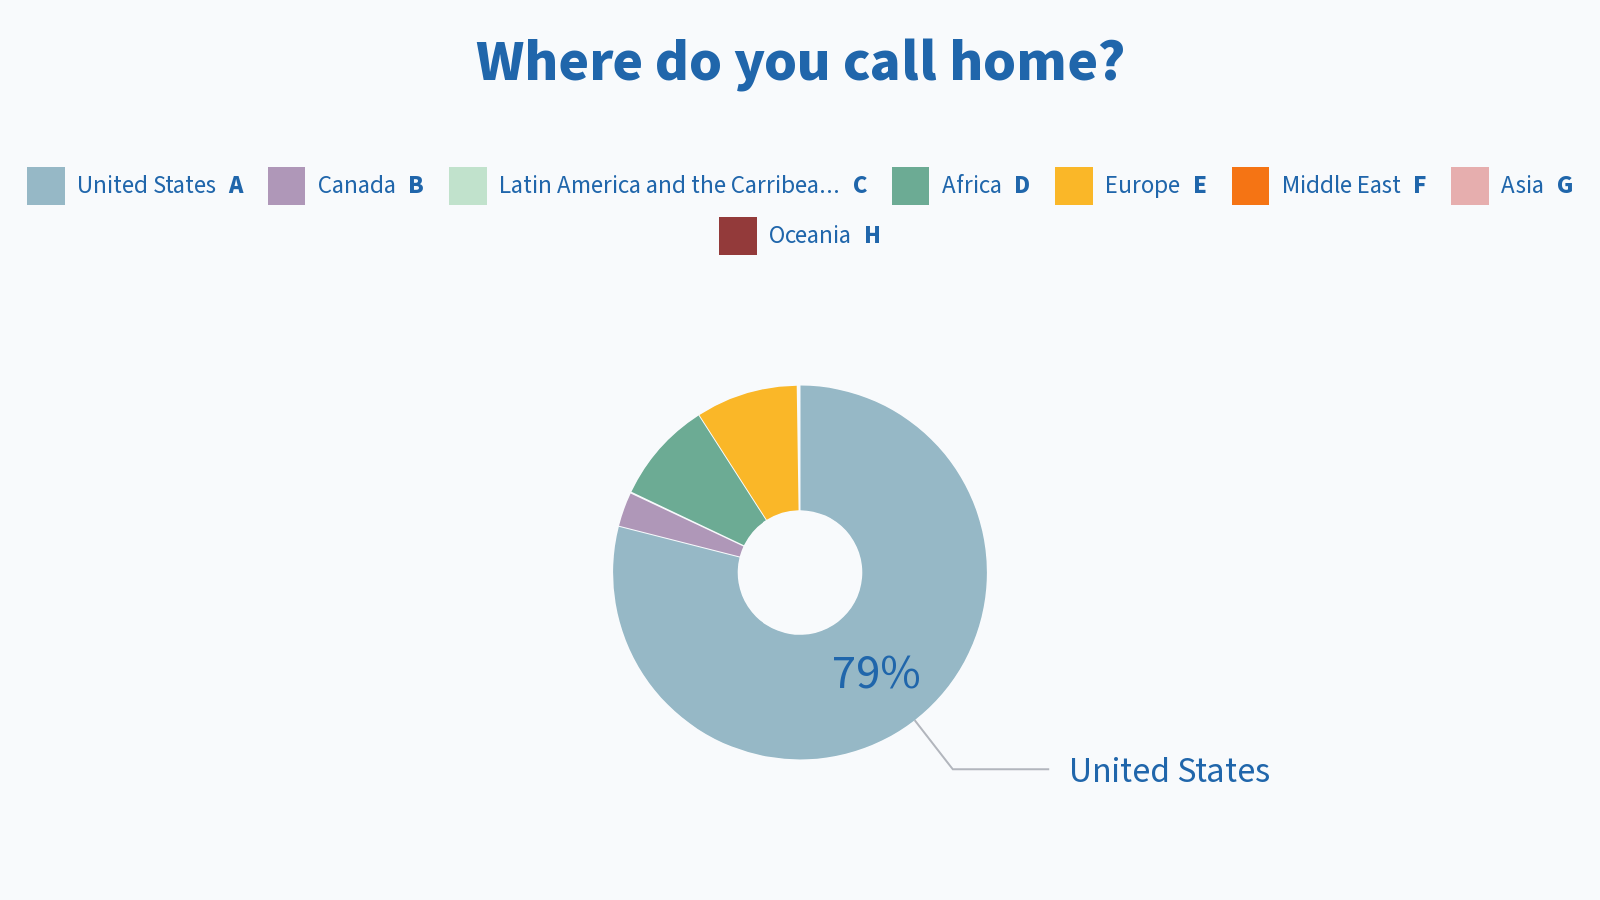 Where do you call home?
United States A Canada B Latin America and the Carribea... C Africa D Europe E Middle East F Asia G
Oceania H
79%
United States